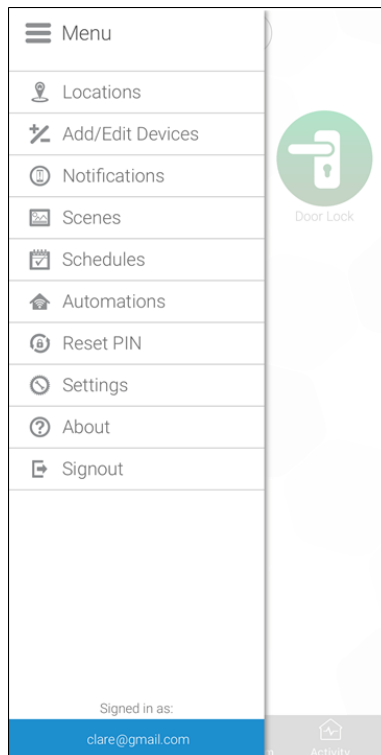 Menu
Locations
Add/Edit Devices
Notifications
Scenes
Door Lock
Schedules
Automations
Reset PIN
Settings
About
Signout
Signed in as:
clare@gmail.com
Activity